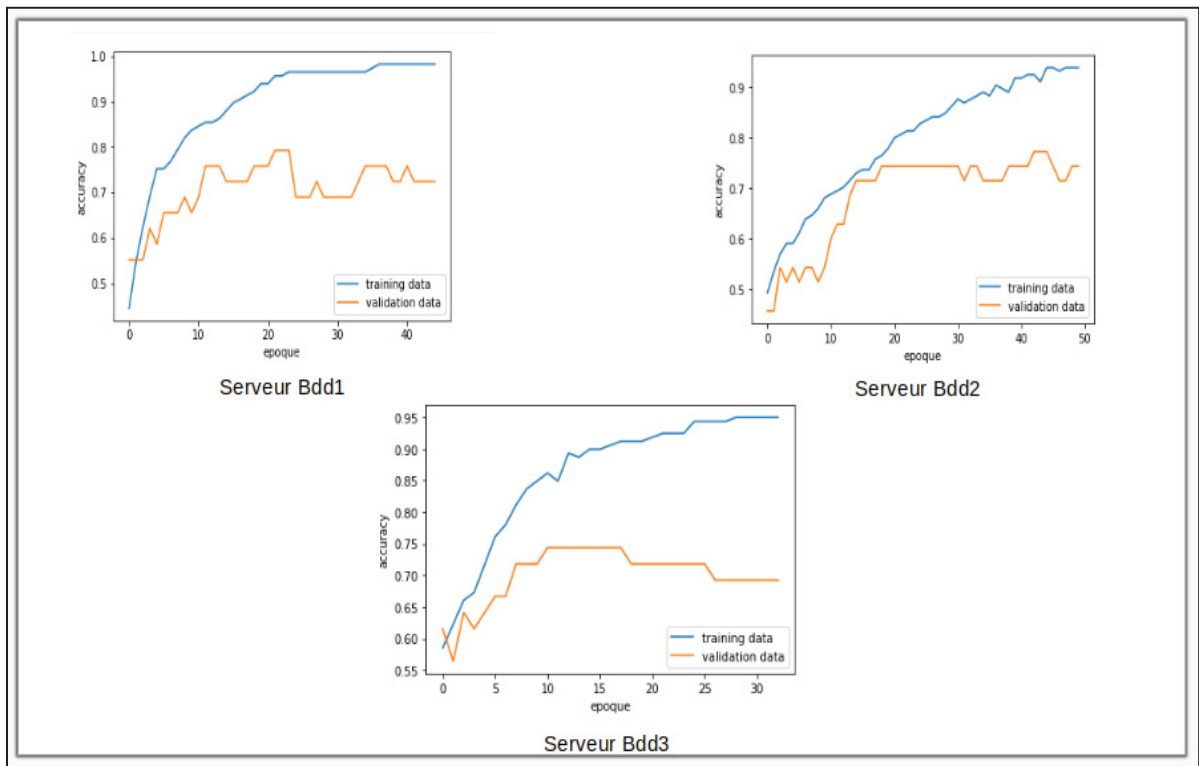 1.0
0.9
0.8
0.7
0.6
0.5
accuracy
training data
validation data
0 10 20 30 40
epoque
Serveur Bdd1
0.9
0.8
0.7
0.6
0.5
accuracy
training data
validation data
0 10 20 30 40 50
epoque
Serveur Bdd2
0.95
0.90
0.85
0.80
0.75
0.70
0.65
0.60
0.55
accuracy
training data
validation data
0 5 10 15 20 25 30
epoque
Serveur Bdd3